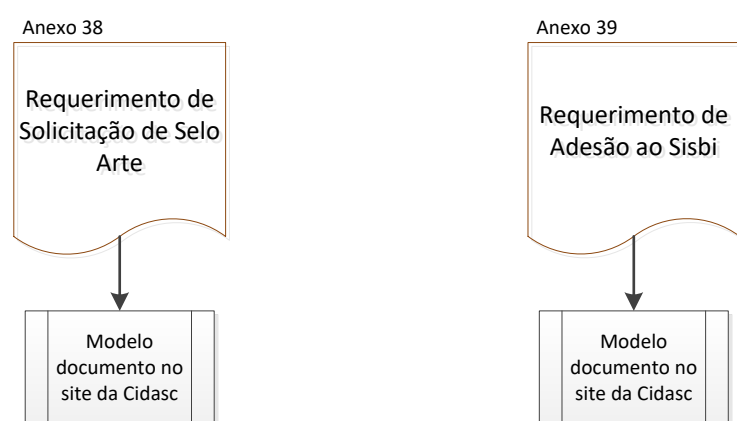 Anexo 38
Requerimento de
Solicitação de Selo
Arte
Modelo
documento no
site da Cidasc
Anexo 39
Requerimento de
Adesão ao Sisbi
Modelo
documento no
site da Cidasc